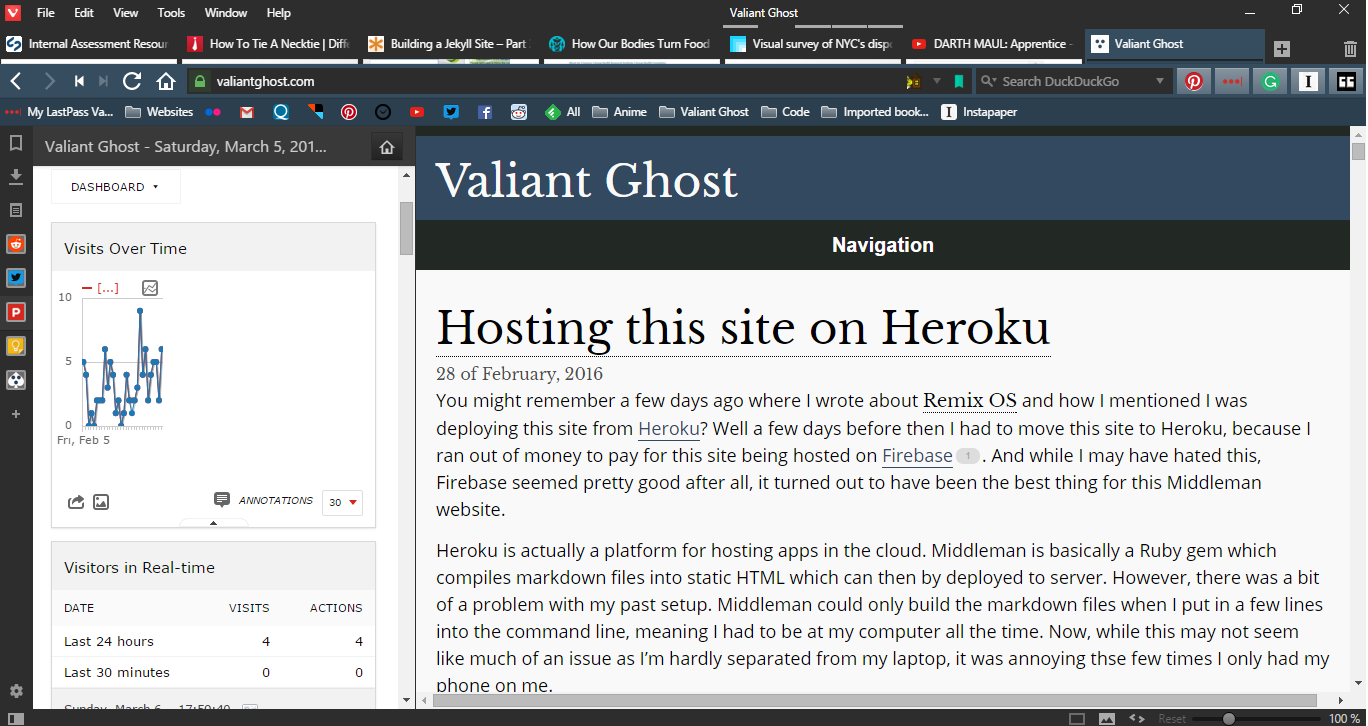 File Edit View Tools Window Help
Valiant Ghost
Internal Assessment Resour
How To Tie A Necktie | Diffe
Building a Jekyll Site – Part
How Our Bodies Turn Food
Visual survey of NYC's disp
DARTH MAUL: Apprentice -
Valiant Ghost
valiantghost.com
Search DuckDuckGo
My LastPass Va... Websites All Anime Valiant Ghost Code Imported book... Instapaper
Valiant Ghost - Saturday, March 5, 201...
DASHBOARD
Visits Over Time
[...]
10
5
0
Fri, Feb 5
ANNOTATIONS 30
Visitors in Real-time
DATE VISITS ACTIONS
Last 24 hours 4 4
Last 30 minutes 0 0
Sunday, March 6
Valiant Ghost
Navigation
Hosting this site on Heroku
28 of February, 2016
You might remember a few days ago where I wrote about Remix OS and how I mentioned I was
deploying this site from Heroku? Well a few days before then I had to move this site to Heroku, because I
ran out of money to pay for this site being hosted on Firebase 1 . And while I may have hated this,
Firebase seemed pretty good after all, it turned out to have been the best thing for this Middleman
website.
Heroku is actually a platform for hosting apps in the cloud. Middleman is basically a Ruby gem which
compiles markdown files into static HTML which can then by deployed to server. However, there was a bit
of a problem with my past setup. Middleman could only build the markdown files when I put in a few lines
into the command line, meaning I had to be at my computer all the time. Now, while this may not seem
like much of an issue as I'm hardly separated from my laptop, it was annoying thse few times I only had my
phone on me.
Reset 100 %